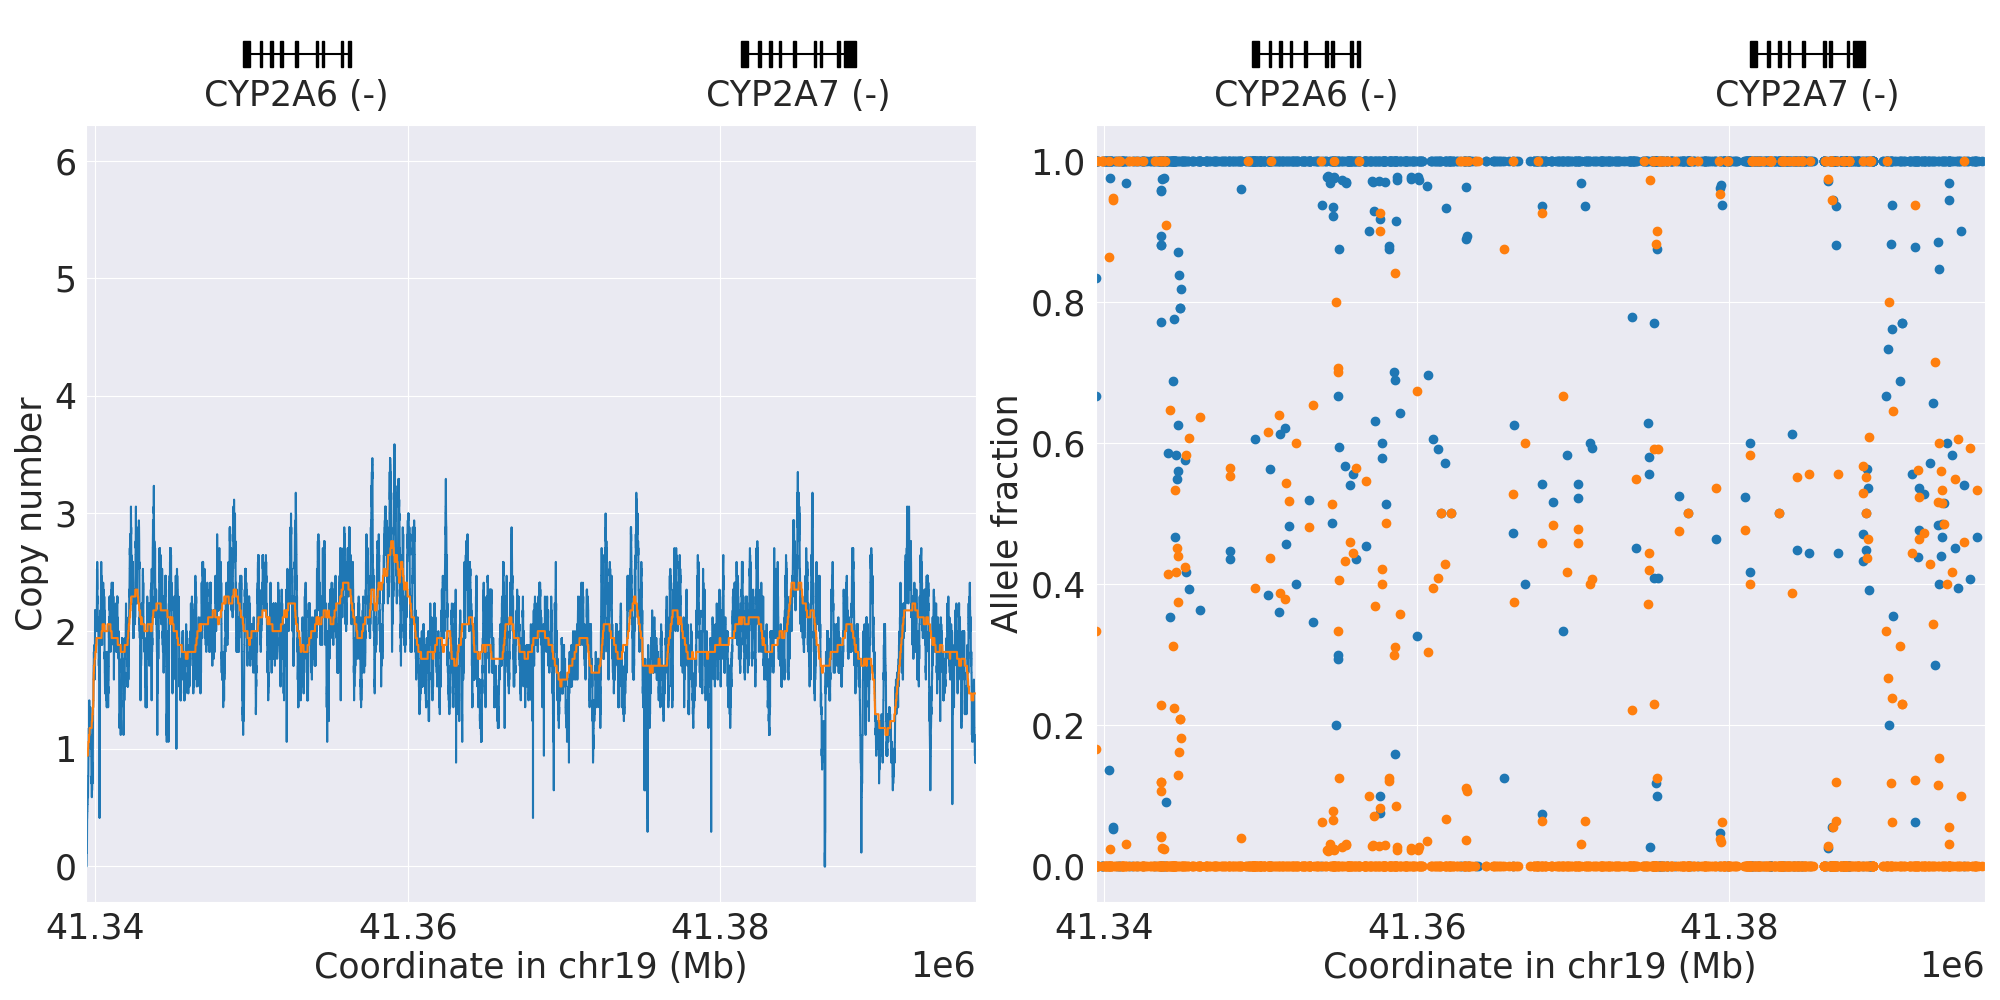 CYP2A6 (-)
CYP2A7 (-)
6
5
4
3
2
1
0
Copy number
41.34
41.36
41.38
Coordinate in chr19 (Mb)
1e6
CYP2A6 (-)
CYP2A7 (-)
1.0
0.8
0.6
0.4
0.2
0.0
Allele fraction
41.34
41.36
41.38
Coordinate in chr19 (Mb)
1e6